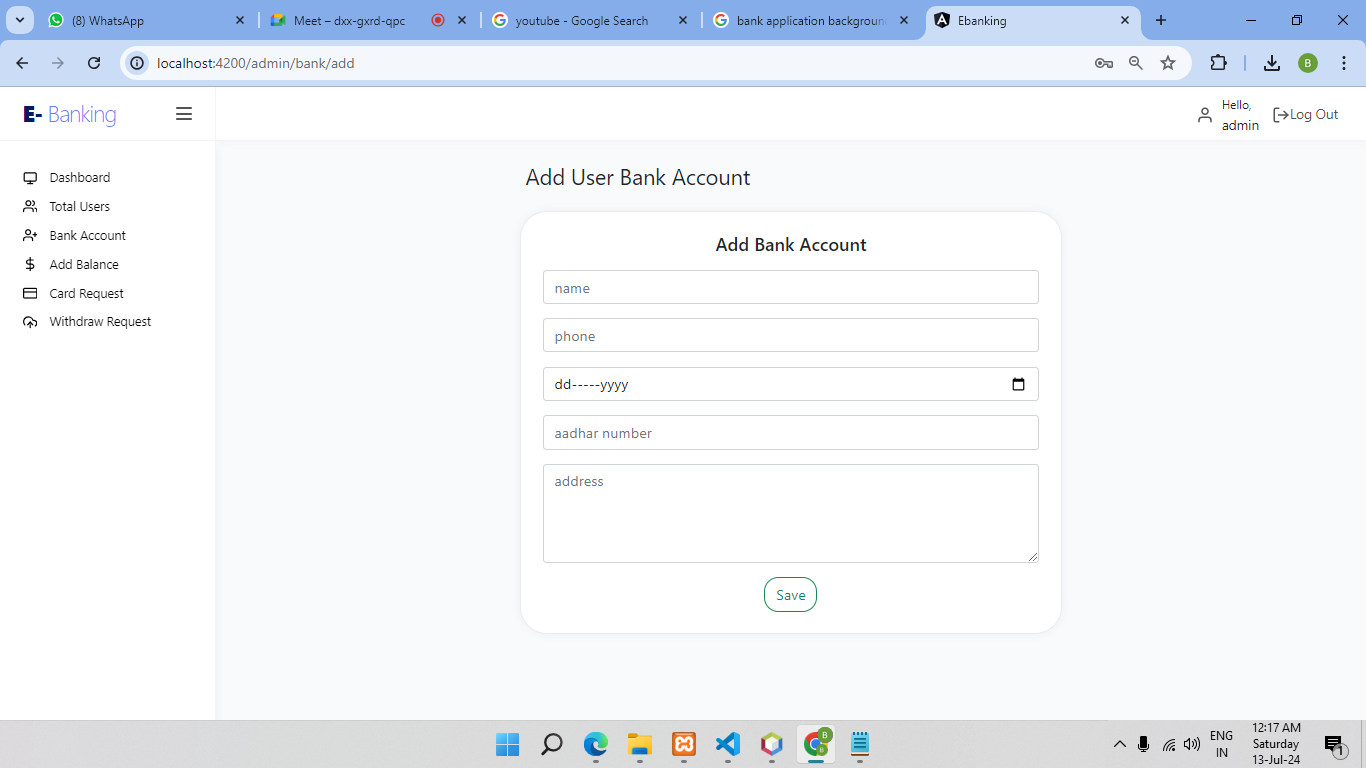 (8) WhatsApp
Meet – dxx-gxrd-qpc
youtube - Google Search
bank application backgroun
Ebanking
localhost:4200/admin/bank/add
B
E- Banking
Hello,
admin
Log Out
Dashboard
Total Users
Bank Account
Add Balance
Card Request
Withdraw Request
Add User Bank Account
Add Bank Account
name
phone
dd-----yyyy
aadhar number
address
Save
B
12:17 AM
ENG
Saturday
IN
13-Jul-24
1